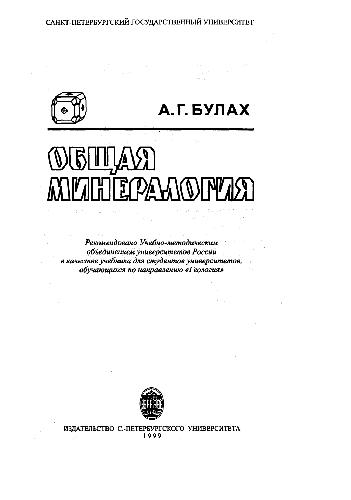 САНКТ-ПЕТЕРБУРГСКИЙ ГОСУДАРСТВЕННЫЙ УНИВЕРСИТЕТ
А.Г. БУЛАХ
ОБЩАЯ
МИНЕРАЛОГИЯ
Рекомендовано Учебно-методическим
объединением университетов России
в качестве учебника для студентов университетов,
обучающихся по направлению «Геология»
ИЗДАТЕЛЬСТВО С.-ПЕТЕРБУРГСКОГО УНИВЕРСИТЕТА
1999